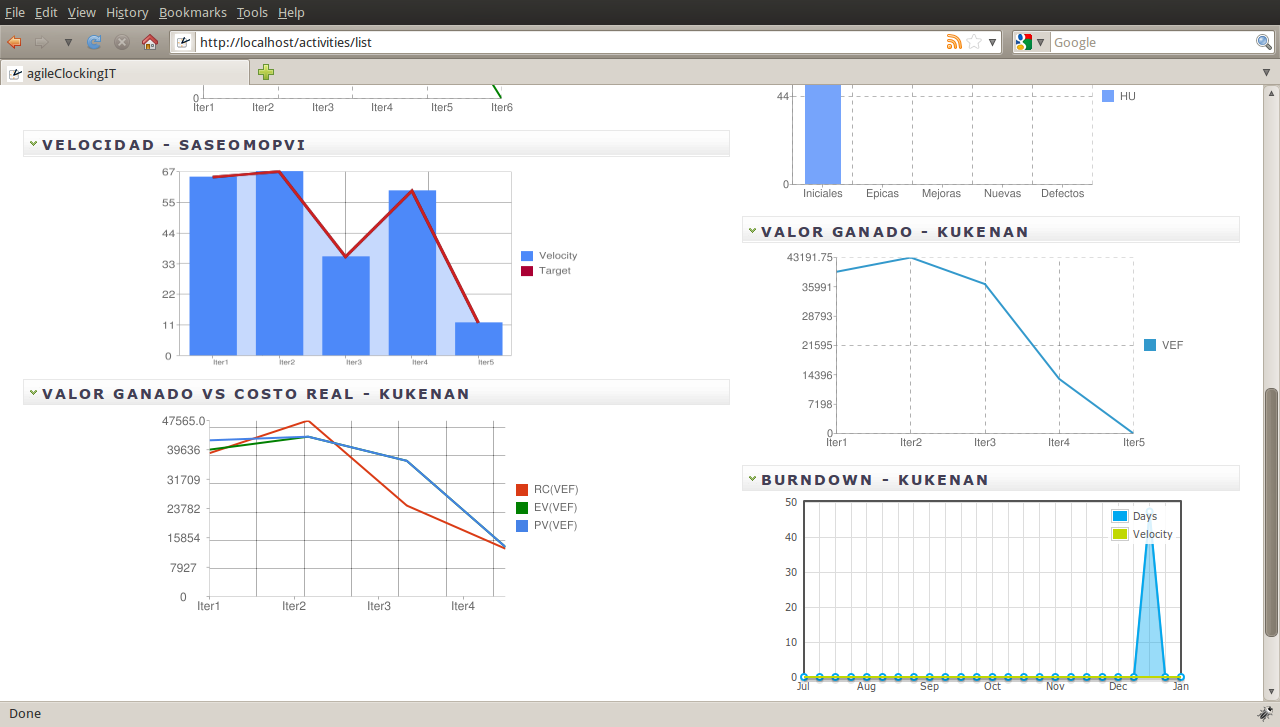 File Edit View History Bookmarks Tools Help
http://localhost/activities/list
Google
agileClockingIT
0
Iter1 Iter2 Iter3 Iter4 Iter5 Iter6
VELOCIDAD - SASEOMOPVI
67
55
44
33
22
11
0
Iter1 Iter2 Iter3 Iter4 Iter5
Velocity
Target
VALOR GANADO VS COSTO REAL - KUKENAN
47565.0
39636
31709
23782
15854
7927
0
Iter1 Iter2 Iter3 Iter4
RC(VEF)
EV(VEF)
PV(VEF)
44
0
Iniciales Epicas Mejoras Nuevas Defectos
HU
VALOR GANADO - KUKENAN
43191.75
35991
28793
21595
14396
7198
0
Iter1 Iter2 Iter3 Iter4 Iter5
VEF
BURNDOWN - KUKENAN
50
40
30
20
10
0
Jul Aug Sep Oct Nov Dec Jan
Days
Velocity
Done